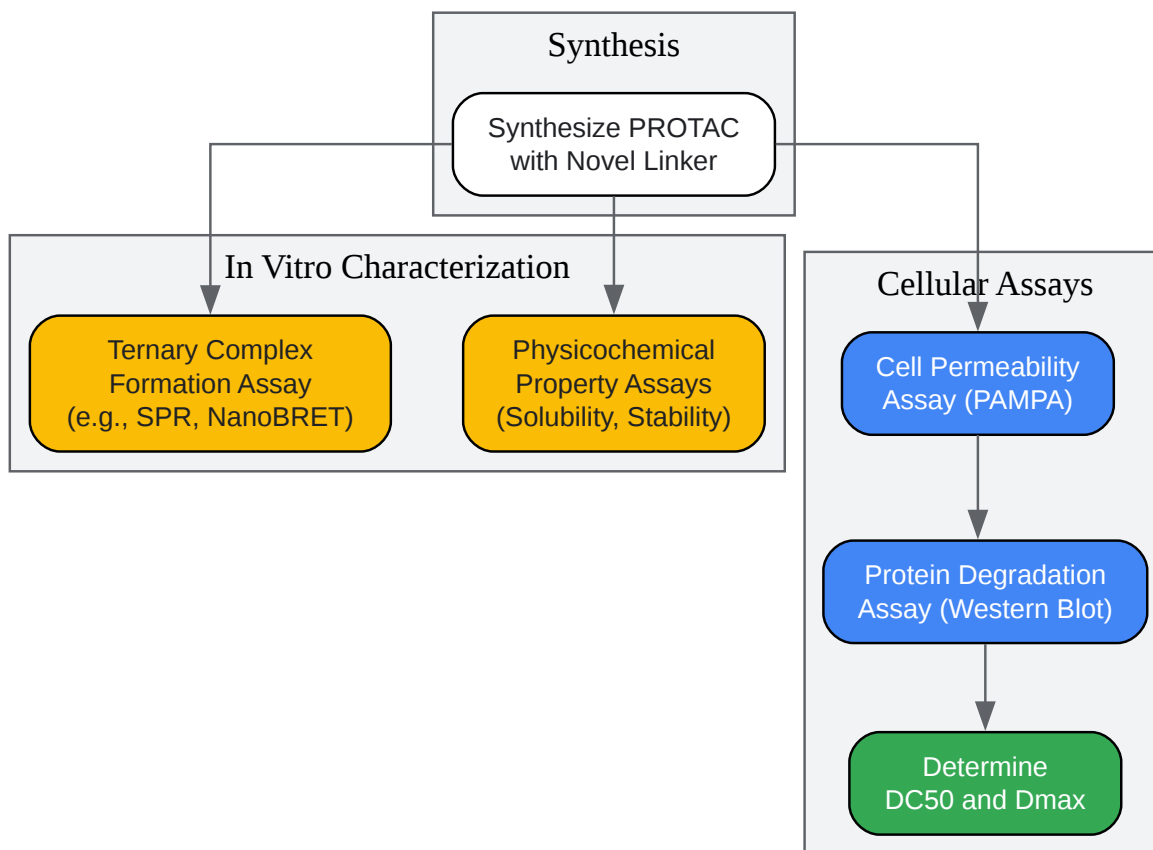 Synthesis
Synthesize PROTAC
with Novel Linker
In Vitro Characterization
Ternary Complex
Formation Assay
(e.g., SPR, NanoBRET)
Physicochemical
Property Assays
(Solubility, Stability)
Cellular Assays
Cell Permeability
Assay (PAMPA)
Protein Degradation
Assay (Western Blot)
Determine
DC50 and Dmax